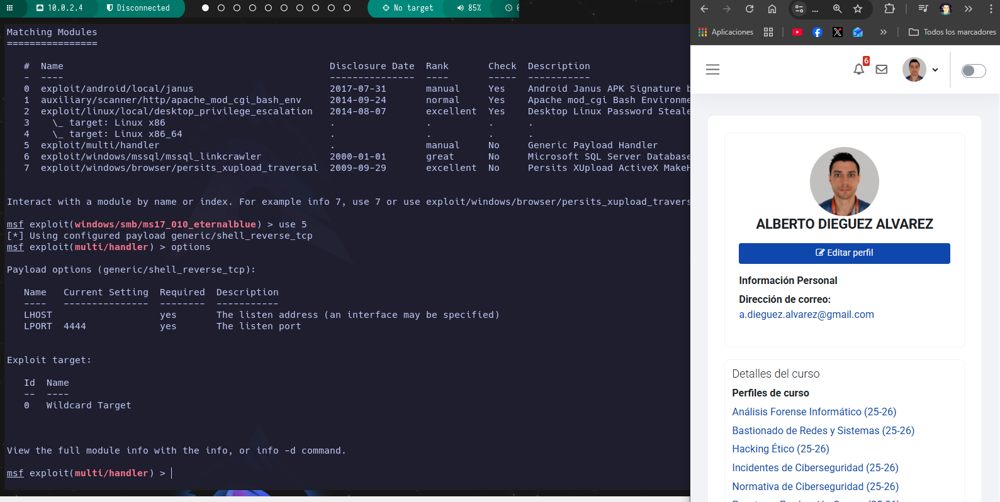 10.0.2.4
Disconnected
No target
85%
Matching Modules
================
#  Name  Disclosure Date  Rank  Check  Description
-  ----  ---------------  ----  -----  -----------
0  exploit/android/local/janus  2017-07-31  manual  Yes  Android Janus APK Signature
1  auxiliary/scanner/http/apache_mod_cgi_bash_env  2014-09-24  normal  Yes  Apache mod_cgi Bash Environme
2  exploit/linux/local/desktop_privilege_escalation  2014-08-07  excellent  Yes  Desktop Linux Password Steale
3  \_ target: Linux x86  .  .  .  .
4  \_ target: Linux x86_64  .  .  .  .
5  exploit/multi/handler  .  manual  No  Generic Payload Handler
6  exploit/windows/mssql/mssql_linkcrawler  2000-01-01  great  No  Microsoft SQL Server Database
7  exploit/windows/browser/persits_xupload_traversal  2009-09-29  excellent  No  Persits XUpload ActiveX MakeH
Interact with a module by name or index. For example info 7, use 7 or use exploit/windows/browser/persits_xupload_travers
msf exploit(windows/smb/ms17_010_eternalblue) > use 5
[*] Using configured payload generic/shell_reverse_tcp
msf exploit(multi/handler) > options
Payload options (generic/shell_reverse_tcp):
Name  Current Setting  Required  Description
----  ---------------  --------  -----------
LHOST  yes  The listen address (an interface may be specified)
LPORT  4444  yes  The listen port
Exploit target:
Id  Name
--  ----
0  Wildcard Target
View the full module info with the info, or info -d command.
msf exploit(multi/handler) >
...
Aplicaciones
»
Todos los marcadores
6
ALBERTO DIEGUEZ ALVAREZ
Editar perfil
Información Personal
Dirección de correo:
a.dieguez.alvarez@gmail.com
Detalles del curso
Perfiles de curso
Análisis Forense Informático (25-26)
Bastionado de Redes y Sistemas (25-26)
Hacking Ético (25-26)
Incidentes de Ciberseguridad (25-26)
Normativa de Ciberseguridad (25-26)